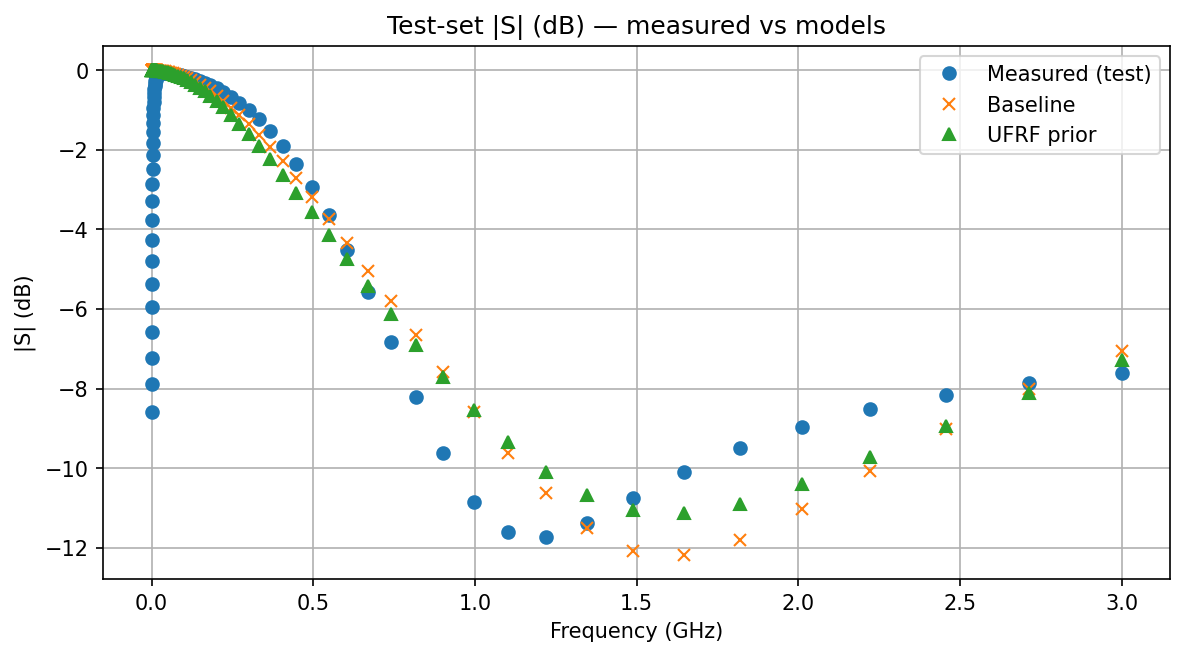 Test-set |S| (dB) — measured vs models
Measured (test)
Baseline
UFRF prior
|S| (dB)
0
−2
−4
−6
−8
−10
−12
0.0
0.5
1.0
1.5
2.0
2.5
3.0
Frequency (GHz)